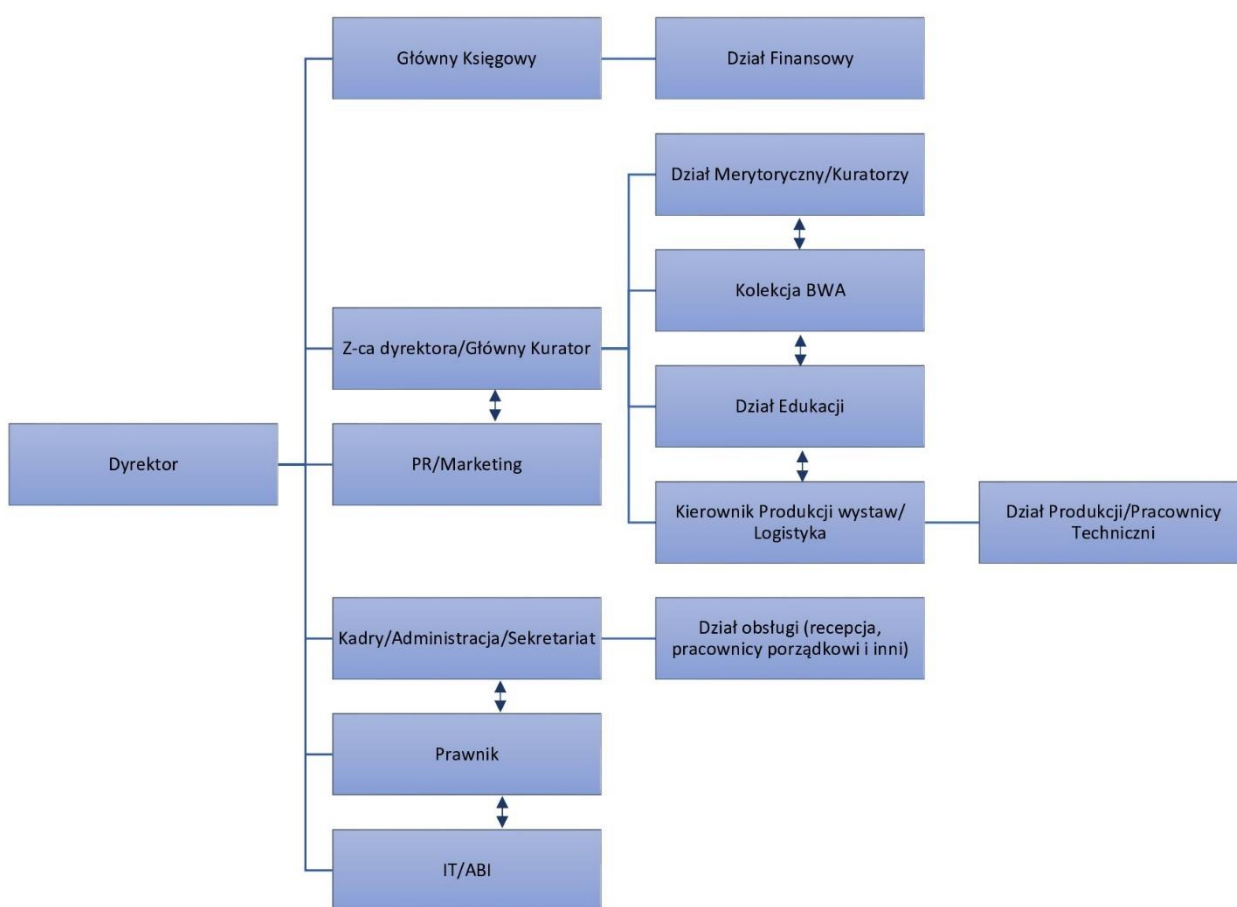 Główny Księgowy
Dział Finansowy
Dział Merytoryczny/Kuratorzy
Kolekcja BWA
Z-ca dyrektora/Główny Kurator
Dział Edukacji
Dyrektor
PR/Marketing
Kierownik Produkcji wystaw/
Logistyka
Dział Produkcji/Pracownicy
Techniczni
Kadry/Administracja/Sekretariat
Dział obsługi (recepcja,
pracownicy porządkowi i inni)
Prawnik
IT/ABI